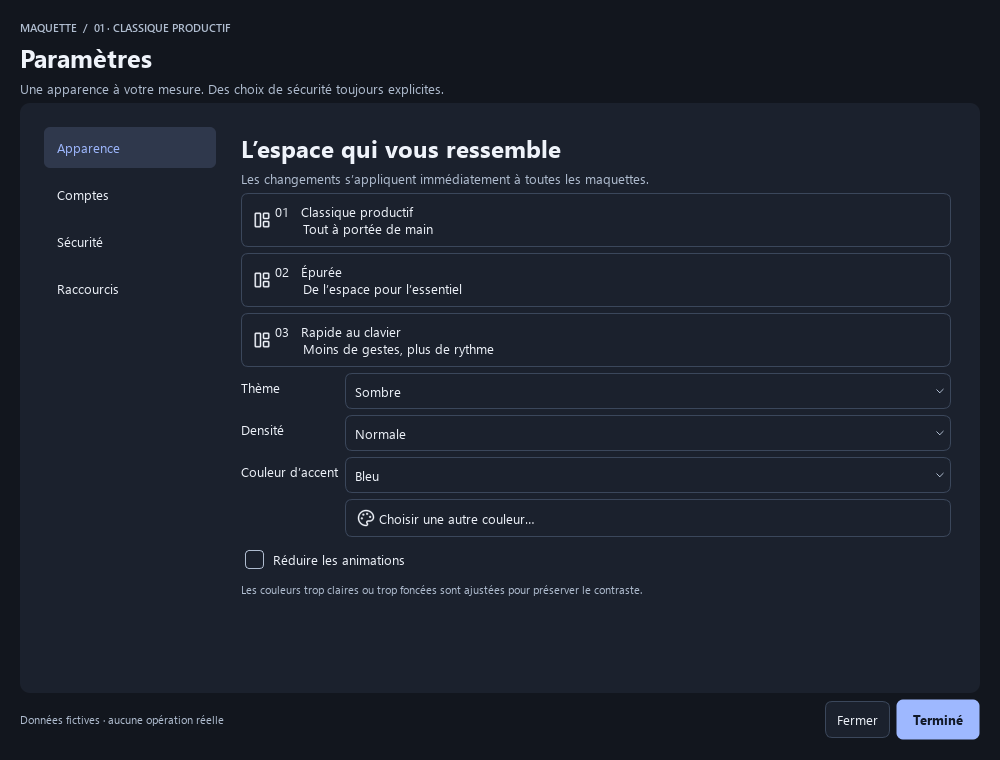 MAQUETTE / 01 · CLASSIQUE PRODUCTIF
Paramètres
Une apparence à votre mesure. Des choix de sécurité toujours explicites.
Apparence
Comptes
Sécurité
Raccourcis
L’espace qui vous ressemble
Les changements s’appliquent immédiatement à toutes les maquettes.
01 Classique productif
Tout à portée de main
02 Épurée
De l’espace pour l’essentiel
03 Rapide au clavier
Moins de gestes, plus de rythme
Thème Sombre
Densité Normale
Couleur d’accent Bleu
Choisir une autre couleur…
Réduire les animations
Les couleurs trop claires ou trop foncées sont ajustées pour préserver le contraste.
Données fictives · aucune opération réelle
Fermer Terminé